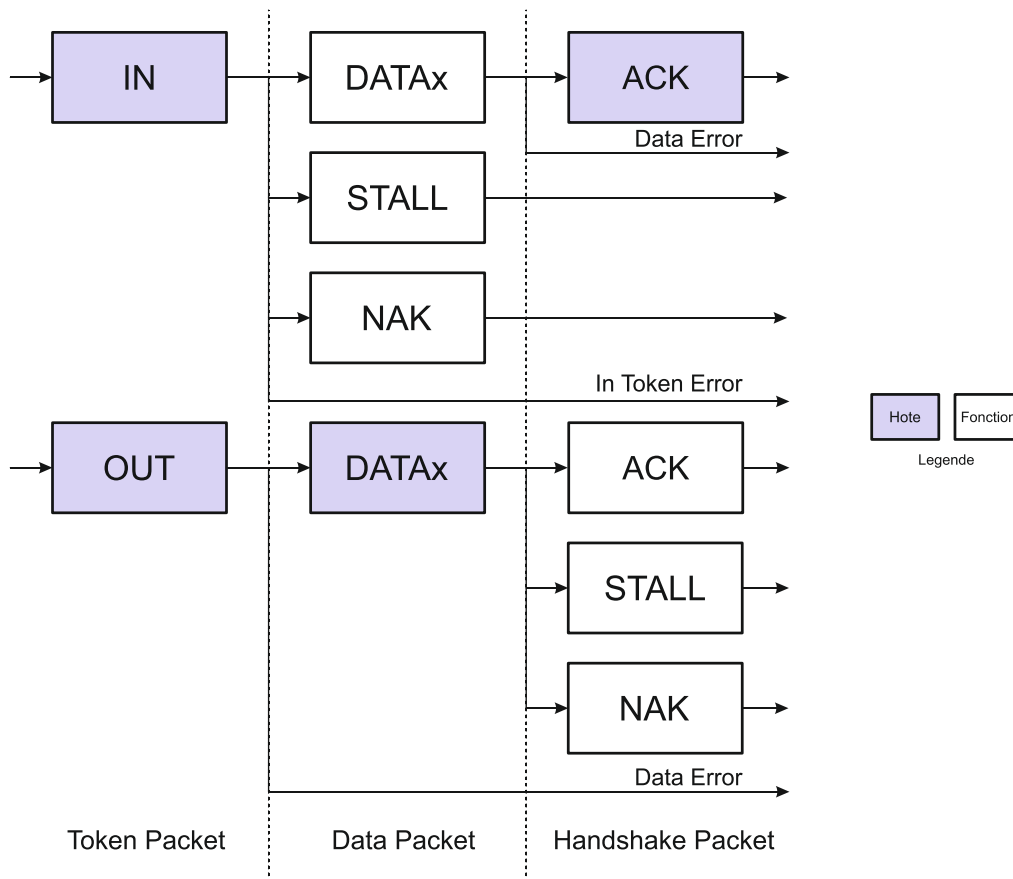 IN
DATAx
ACK
Data Error
STALL
NAK
In Token Error
OUT
DATAx
ACK
STALL
NAK
Data Error
Token Packet
Data Packet
Handshake Packet
Hote
Fonction
Legende